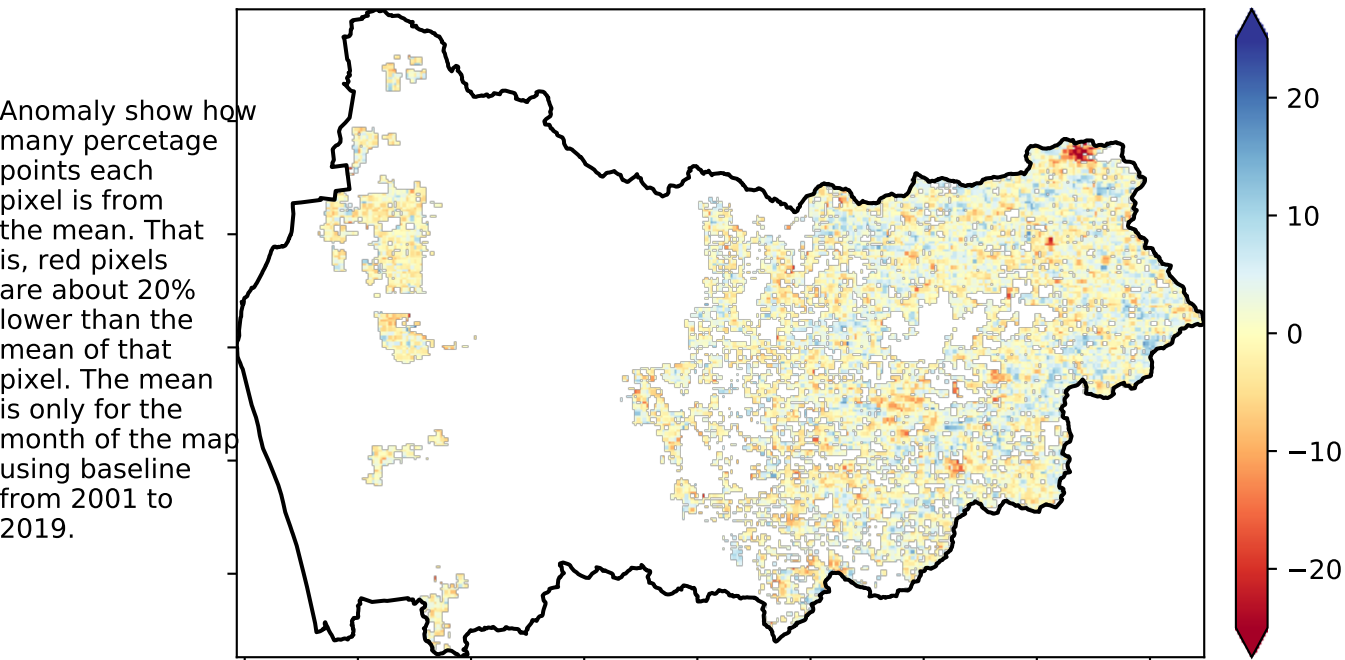 Anomaly show how
many percetage
points each
pixel is from
the mean. That
is, red pixels
are about 20%
lower than the
mean of that
pixel. The mean
is only for the
month of the map
using baseline
from 2001 to
2019.
20
10
0
−10
−20